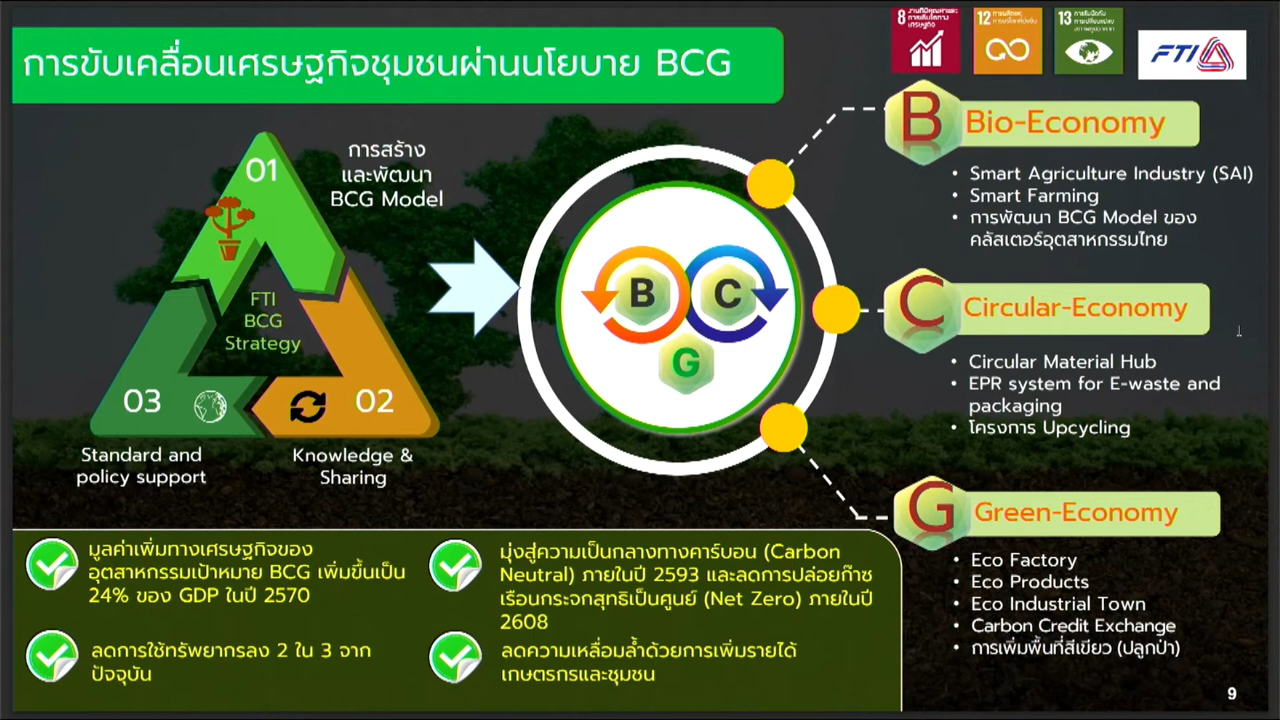 การขับเคลื่อนเศรษฐกิจชุมชนผ่านนโยบาย BCG
8
12
13
FTI
01
การสร้าง
และพัฒนา
BCG Model
FTI
BCG
Strategy
03
02
Standard and
policy support
Knowledge &
Sharing
B
C
G
B
Bio-Economy
• Smart Agriculture Industry (SAI)
• Smart Farming
• การพัฒนา BCG Model ของ
คลัสเตอร์อุตสาหกรรมไทย
C
Circular-Economy
• Circular Material Hub
• EPR system for E-waste and
packaging
• โครงการ Upcycling
G
Green-Economy
• Eco Factory
• Eco Products
• Eco Industrial Town
• Carbon Credit Exchange
• การเพิ่มพื้นที่สีเขียว (ปลูกป่า)
มูลค่าเพิ่มทางเศรษฐกิจของ
อุตสาหกรรมเป้าหมาย BCG เพิ่มขึ้นเป็น
24% ของ GDP ในปี 2570
มุ่งสู่ความเป็นกลางทางคาร์บอน (Carbon
Neutral) ภายในปี 2593 และลดการปล่อยก๊าซ
เรือนกระจกสุทธิเป็นศูนย์ (Net Zero) ภายในปี
2608
ลดการใช้ทรัพยากรลง 2 ใน 3 จาก
ปัจจุบัน
ลดความเหลื่อมล้ำด้วยการเพิ่มรายได้
เกษตรกรและชุมชน
9